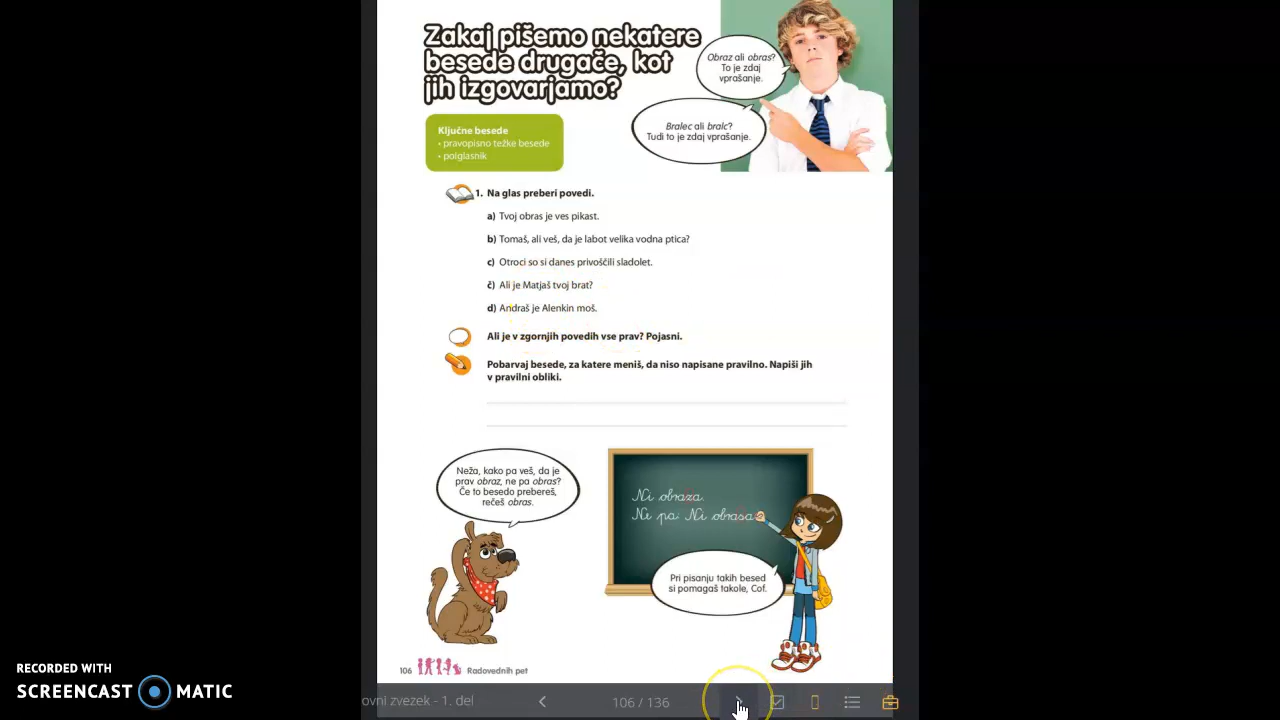 Zakaj pišemo nekatere
besede drugače, kot
jih izgovarjamo?
Obraz ali obras?
To je zdaj
vprašanje.
Bralec ali bralc?
Tudi to je zdaj vprašanje.
Ključne besede
• pravopisno težke besede
• polglasnik
1. Na glas preberi povedi.
a) Tvoj obras je ves pikast.
b) Tomaš, ali veš, da je labot velika vodna ptica?
c) Otroci so si danes privoščili sladolet.
č) Ali je Matjaš tvoj brat?
d) Andraš je Alenkin moš.
Ali je v zgornjih povedih vse prav? Pojasni.
Pobarvaj besede, za katere meniš, da niso napisane pravilno. Napiši jih
v pravilni obliki.
Neža, kako pa veš, da je
prav obraz, ne pa obras?
Če to besedo prebereš,
rečeš obras.
Ni obraza.
Ne pa: Ni obrasa.
Pri pisanju takih besed
si pomagaš takole, Cof.
106 Radovednih pet
RECORDED WITH
SCREENCAST MATIC
ovni zvezek - 1. del
106 / 136